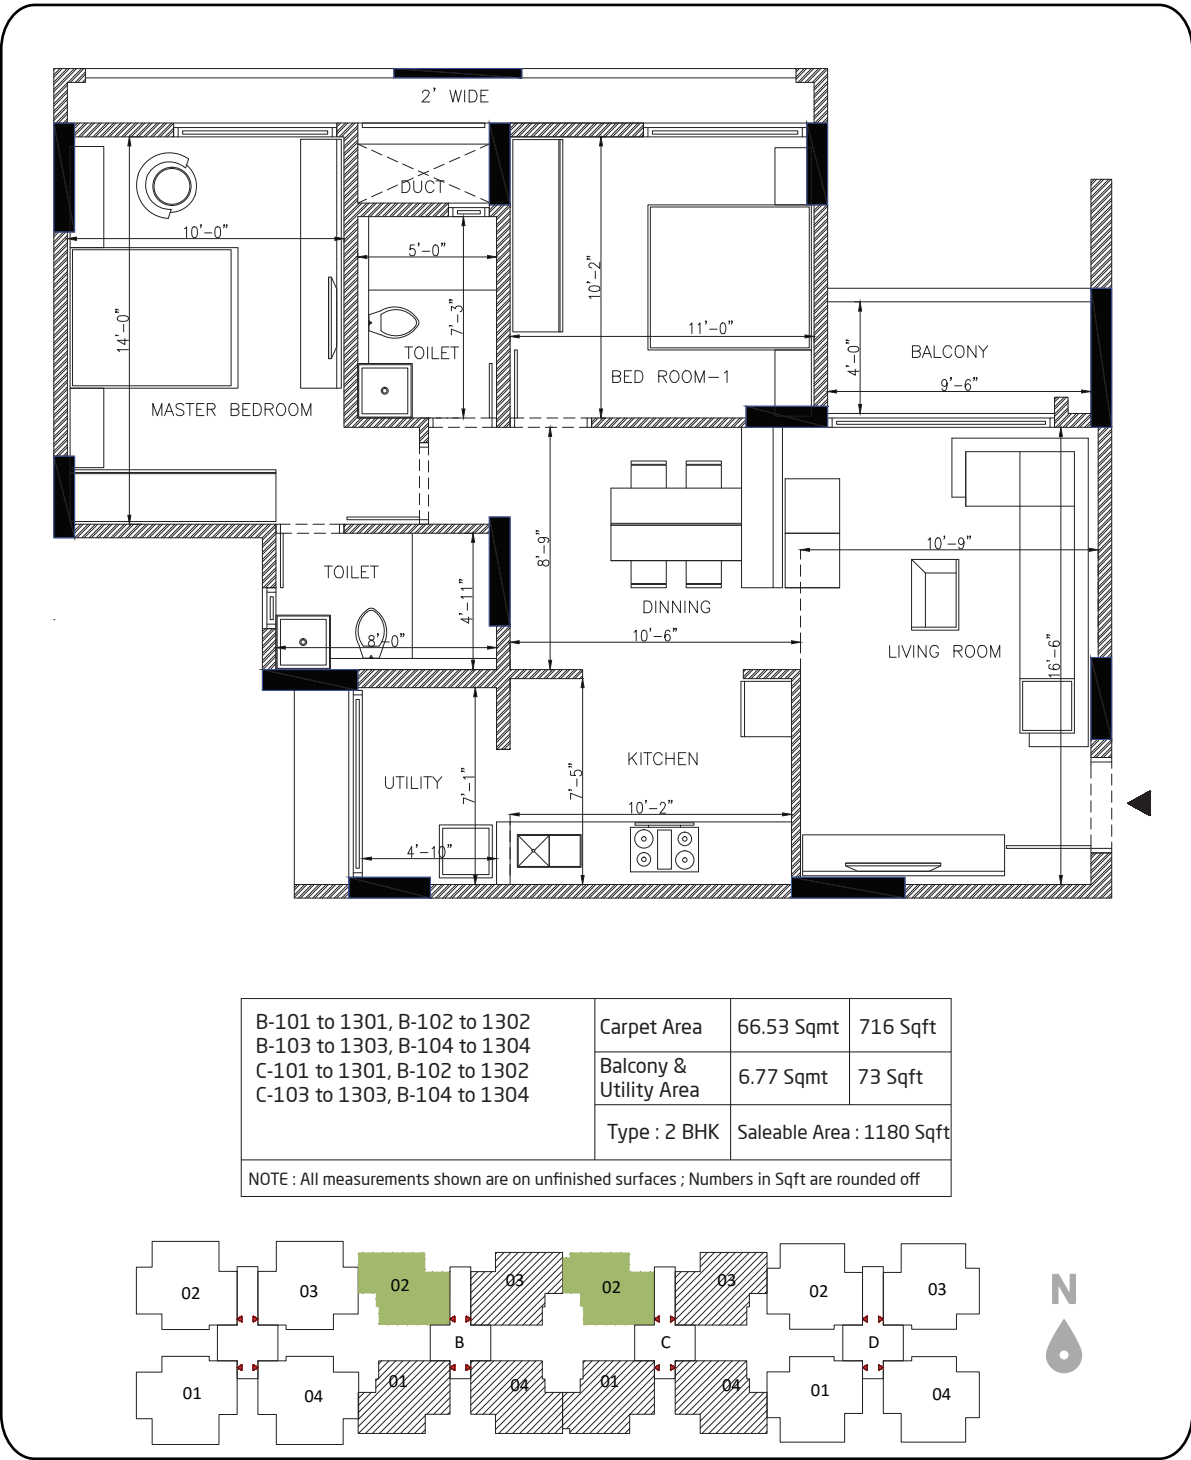 2' WIDE
DUCT
10'-0"
5'-0"
10'-2"
7'-3"
14'-0"
11'-0"
TOILET
BED ROOM-1
MASTER BEDROOM
4'-0"
BALCONY
9'-6"
8'-9"
10'-9"
TOILET
4'-11"
8'-0"
DINNING
10'-6"
LIVING ROOM
16'-6"
UTILITY
7'-1"
7'-5"
KITCHEN
10'-2"
4'-10"
B-101 to 1301, B-102 to 1302
B-103 to 1303, B-104 to 1304
C-101 to 1301, B-102 to 1302
C-103 to 1303, B-104 to 1304
Carpet Area 66.53 Sqmt 716 Sqft
Balcony &
Utility Area 6.77 Sqmt 73 Sqft
Type : 2 BHK Saleable Area : 1180 Sqft
NOTE : All measurements shown are on unfinished surfaces ; Numbers in Sqft are rounded off
02 03 02 03 02 03 02 03
B C D
01 04 01 04 01 04 01 04
N